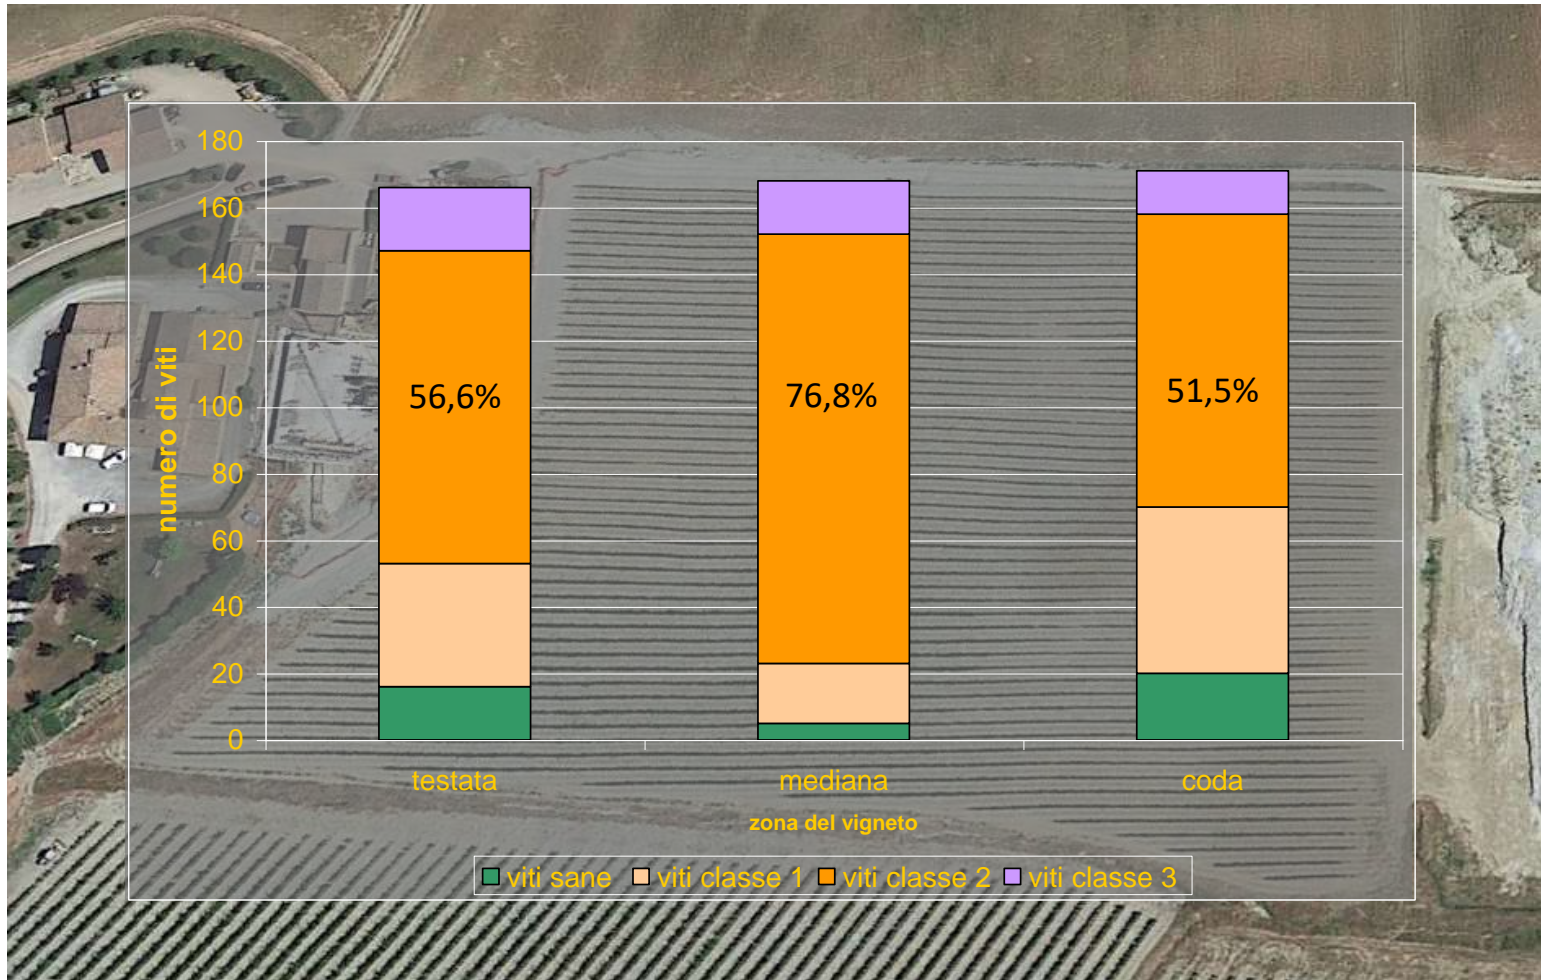 180
160
140
120
100
80
60
40
20
0
numero di viti
56,6%
76,8%
51,5%
testata
mediana
coda
zona del vigneto
viti sane viti classe 1 viti classe 2 viti classe 3